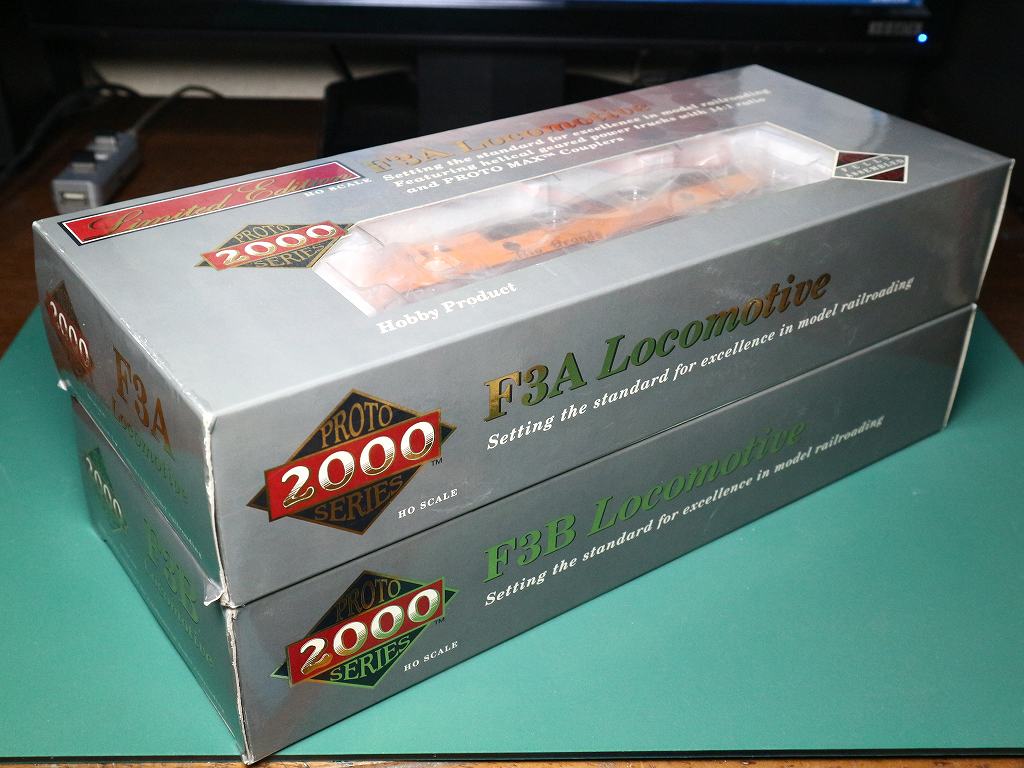 Limited Edition
HO SCALE
F3A Locomotive
Setting the standard for excellence in model railroading
Featuring helical geared power trucks with 14:1 ratio
and PROTO MAX™ Couplers
PROTO
2000
SERIES
Hobby Product
2000
F3A
Locomotive
PROTO
2000
SERIES
TM
HO SCALE
F3A Locomotive
Setting the standard for excellence in model railroading
2000
F3B
Locomotive
PROTO
2000
SERIES
TM
HO SCALE
F3B Locomotive
Setting the standard for excellence in model railroading